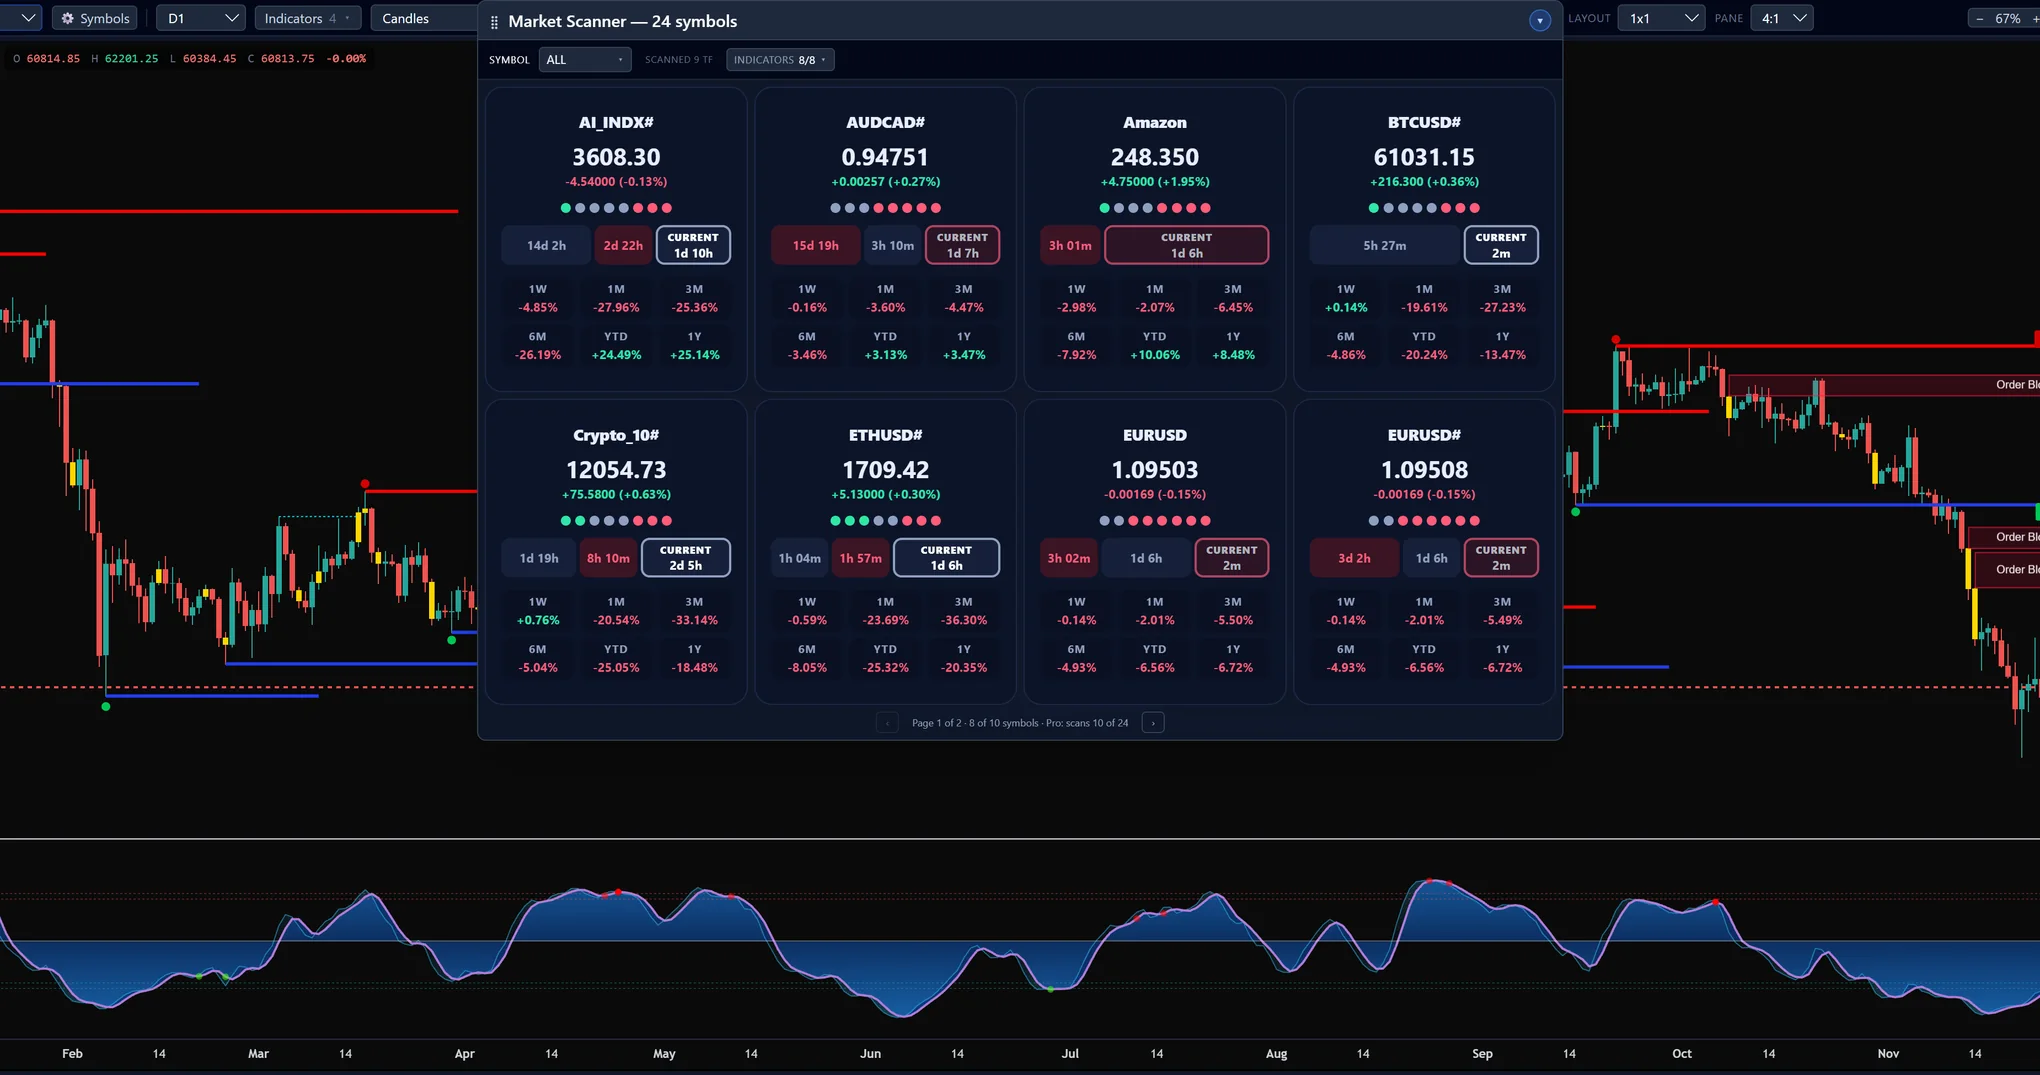 Symbols D1 Indicators 4 Candles
Market Scanner — 24 symbols
LAYOUT 1x1 PANE 4:1 − 67% +
O 60814.85 H 62201.25 L 60384.45 C 60813.75 -0.00%
SYMBOL ALL SCANNED 9 TF INDICATORS 8/8
AI_INDX#
3608.30
-4.54000 (-0.13%)
14d 2h 2d 22h CURRENT 1d 10h
1W 1M 3M
-4.85% -27.96% -25.36%
6M YTD 1Y
-26.19% +24.49% +25.14%
AUDCAD#
0.94751
+0.00257 (+0.27%)
15d 19h 3h 10m CURRENT 1d 7h
1W 1M 3M
-0.16% -3.60% -4.47%
6M YTD 1Y
-3.46% +3.13% +3.47%
Amazon
248.350
+4.75000 (+1.95%)
3h 01m CURRENT 1d 6h
1W 1M 3M
-2.98% -2.07% -6.45%
6M YTD 1Y
-7.92% +10.06% +8.48%
BTCUSD#
61031.15
+216.300 (+0.36%)
5h 27m CURRENT 2m
1W 1M 3M
+0.14% -19.61% -27.23%
6M YTD 1Y
-4.86% -20.24% -13.47%
Crypto_10#
12054.73
+75.5800 (+0.63%)
1d 19h 8h 10m CURRENT 2d 5h
1W 1M 3M
+0.76% -20.54% -33.14%
6M YTD 1Y
-5.04% -25.05% -18.48%
ETHUSD#
1709.42
+5.13000 (+0.30%)
1h 04m 1h 57m CURRENT 1d 6h
1W 1M 3M
-0.59% -23.69% -36.30%
6M YTD 1Y
-8.05% -25.32% -20.35%
EURUSD
1.09503
-0.00169 (-0.15%)
3h 02m 1d 6h CURRENT 2m
1W 1M 3M
-0.14% -2.01% -5.50%
6M YTD 1Y
-4.93% -6.56% -6.72%
EURUSD#
1.09508
-0.00169 (-0.15%)
3d 2h 1d 6h CURRENT 2m
1W 1M 3M
-0.14% -2.01% -5.49%
6M YTD 1Y
-4.93% -6.56% -6.72%
‹ Page 1 of 2 · 8 of 10 symbols · Pro: scans 10 of 24 ›
Order Blo
Order Blo
Order Blo
Feb 14 Mar 14 Apr 14 May 14 Jun 14 Jul 14 Aug 14 Sep 14 Oct 14 Nov 14